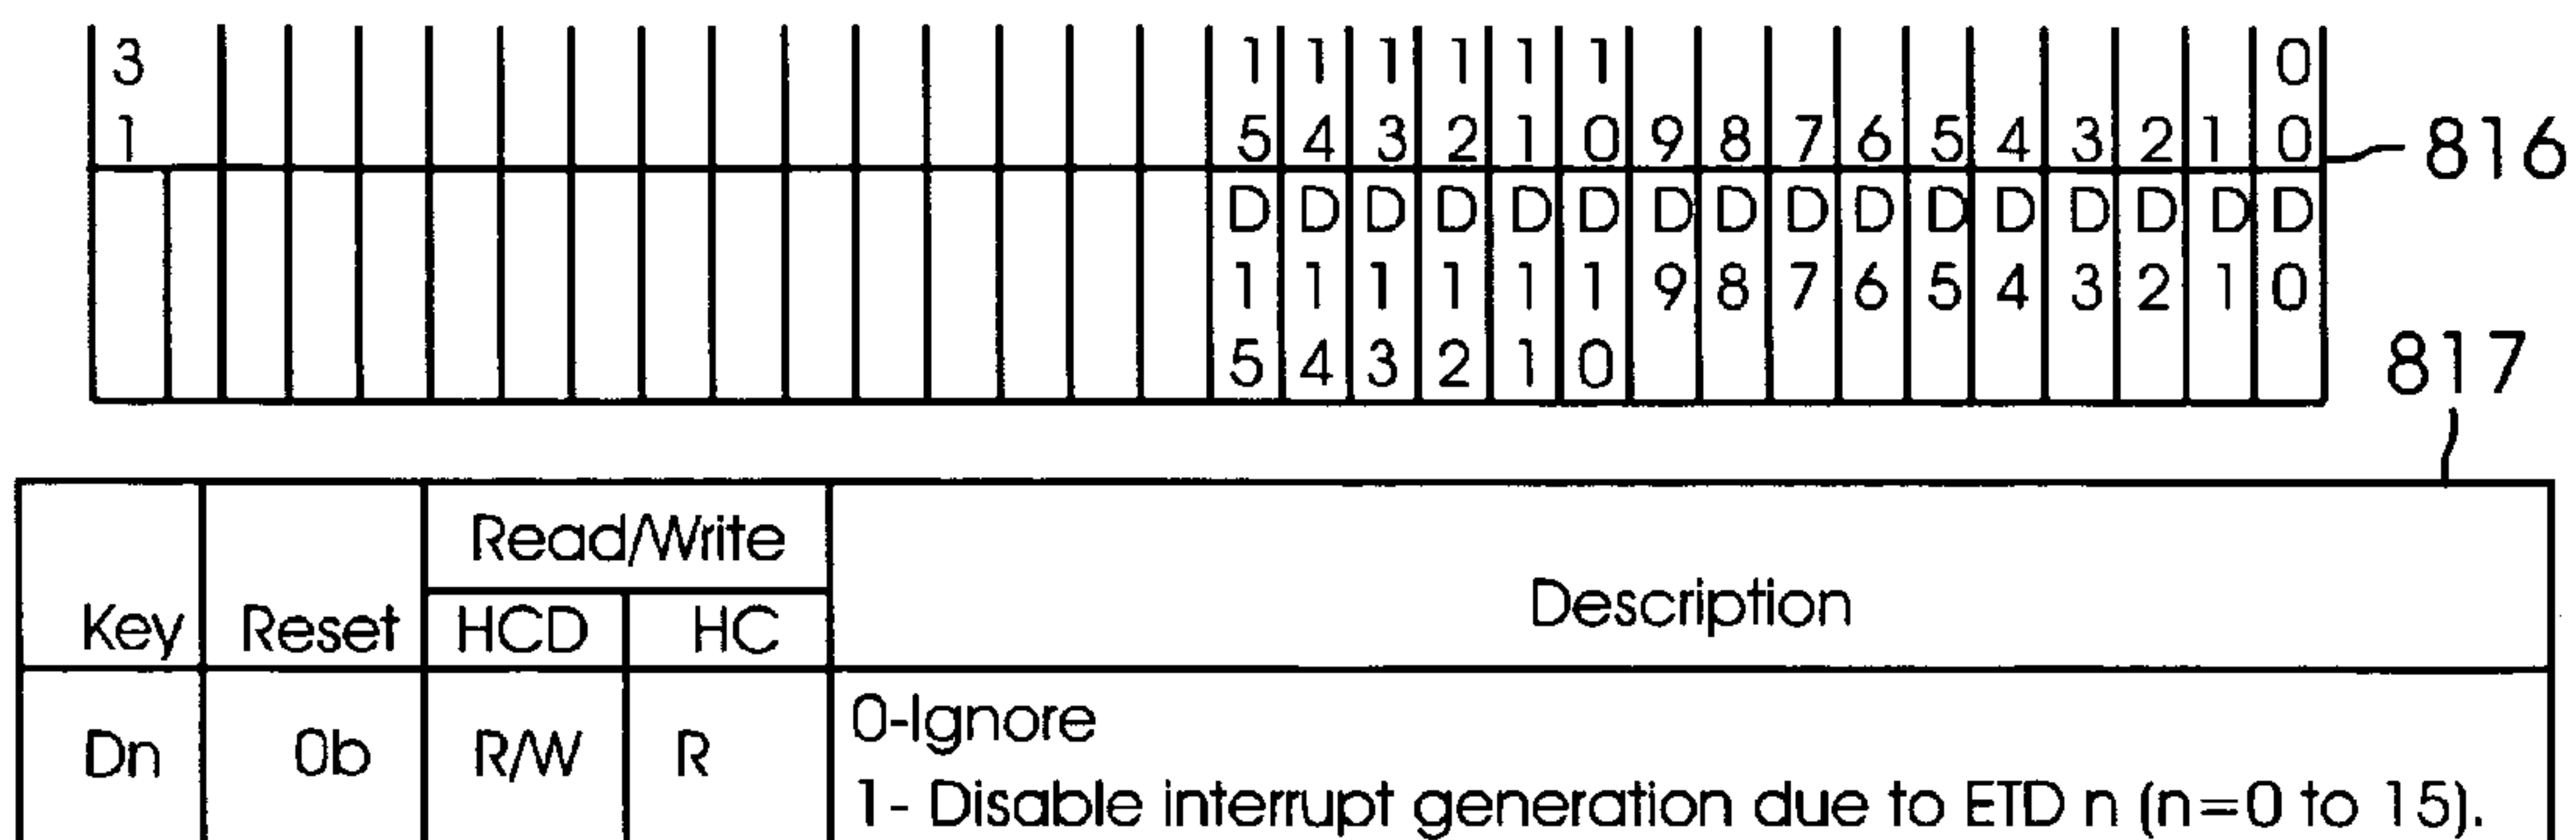 3 1 1 1 1 1 1 0
1 5 4 3 2 1 0 9 8 7 6 5 4 3 2 1 0
816
D D D D D D D D D D D D D D D D
1 1 1 1 1 1 9 8 7 6 5 4 3 2 1 0
5 4 3 2 1 0
817
Read/Write
Key Reset HCD HC Description
Dn 0b R/W R
0-Ignore
1- Disable interrupt generation due to ETD n (n=0 to 15).